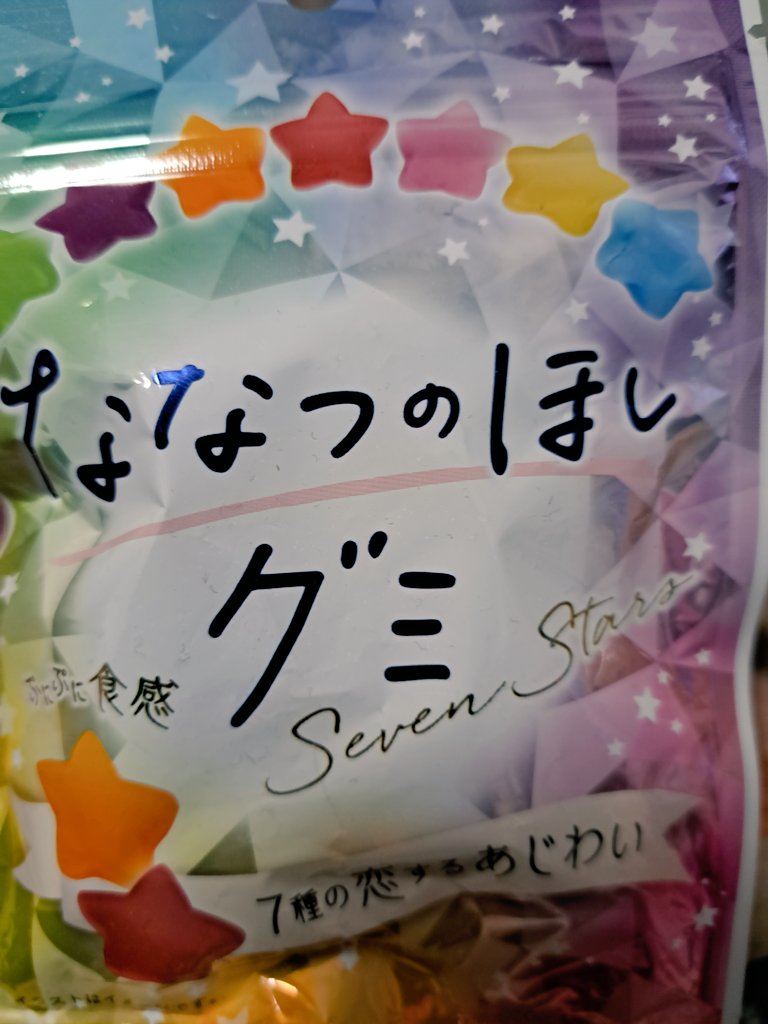 ななつのほし
グミ
Seven Stars
ぷにぷに食感
7種の恋するあじわい